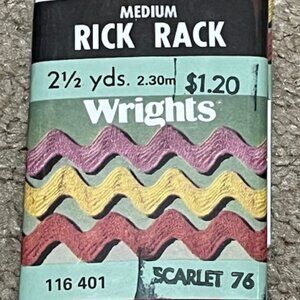 MEDIUM
RICK RACK
2½ yds. 2.30m $1.20
Wrights
116 401 SCARLET 76